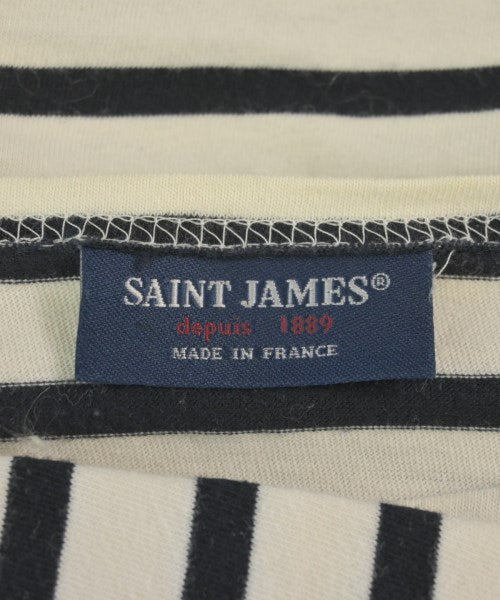 SAINT JAMES®
depuis 1889
MADE IN FRANCE